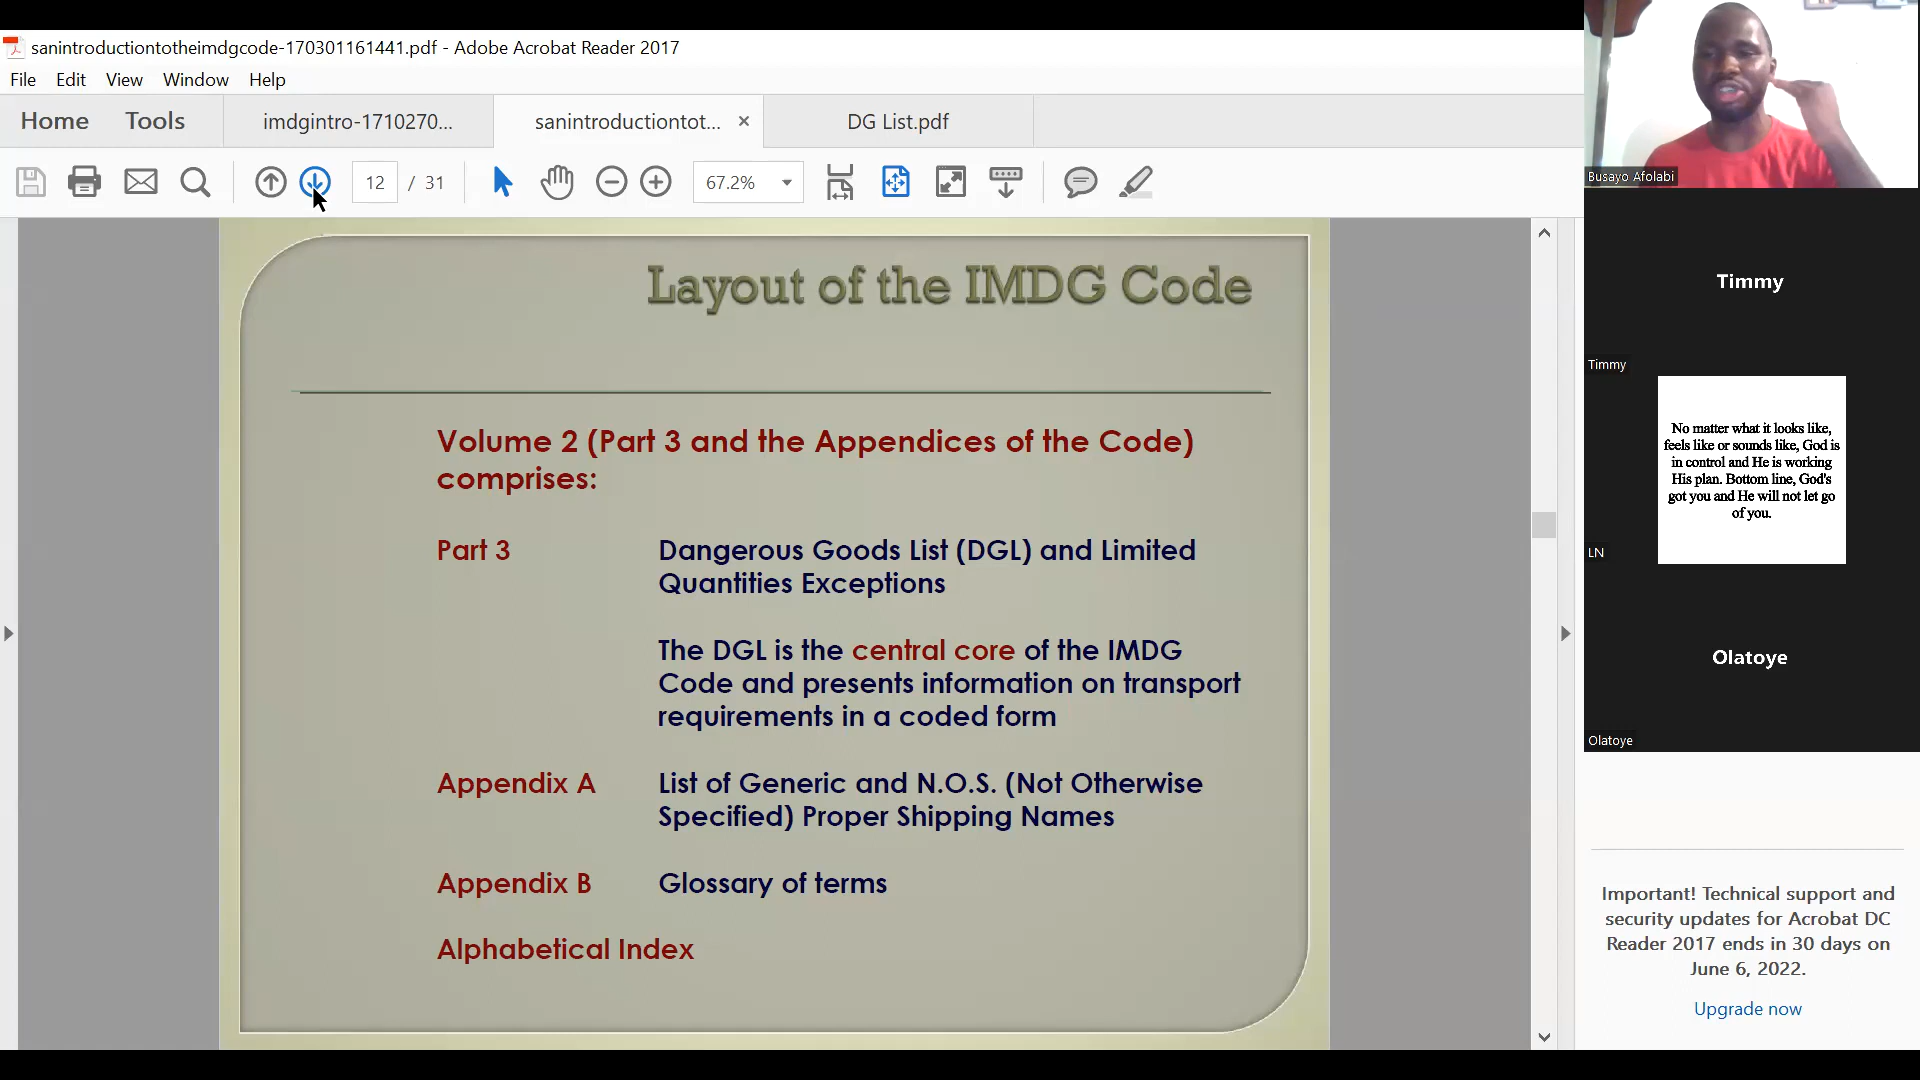 sanintroductiontotheimdgcode-170301161441.pdf - Adobe Acrobat Reader 2017
File Edit View Window Help
Home Tools imdgintro-1710270... sanintroductiontot... × DG List.pdf
12 / 31 67.2%
Layout of the IMDG Code
Volume 2 (Part 3 and the Appendices of the Code)
comprises:
Part 3 Dangerous Goods List (DGL) and Limited
Quantities Exceptions
The DGL is the central core of the IMDG
Code and presents information on transport
requirements in a coded form
Appendix A List of Generic and N.O.S. (Not Otherwise
Specified) Proper Shipping Names
Appendix B Glossary of terms
Alphabetical Index
Busayo Afolabi
Timmy
Timmy
No matter what it looks like,
feels like or sounds like, God is
in control and He is working
His plan. Bottom line, God's
got you and He will not let go
of you.
LN
Olatoye
Olatoye
Important! Technical support and
security updates for Acrobat DC
Reader 2017 ends in 30 days on
June 6, 2022.
Upgrade now